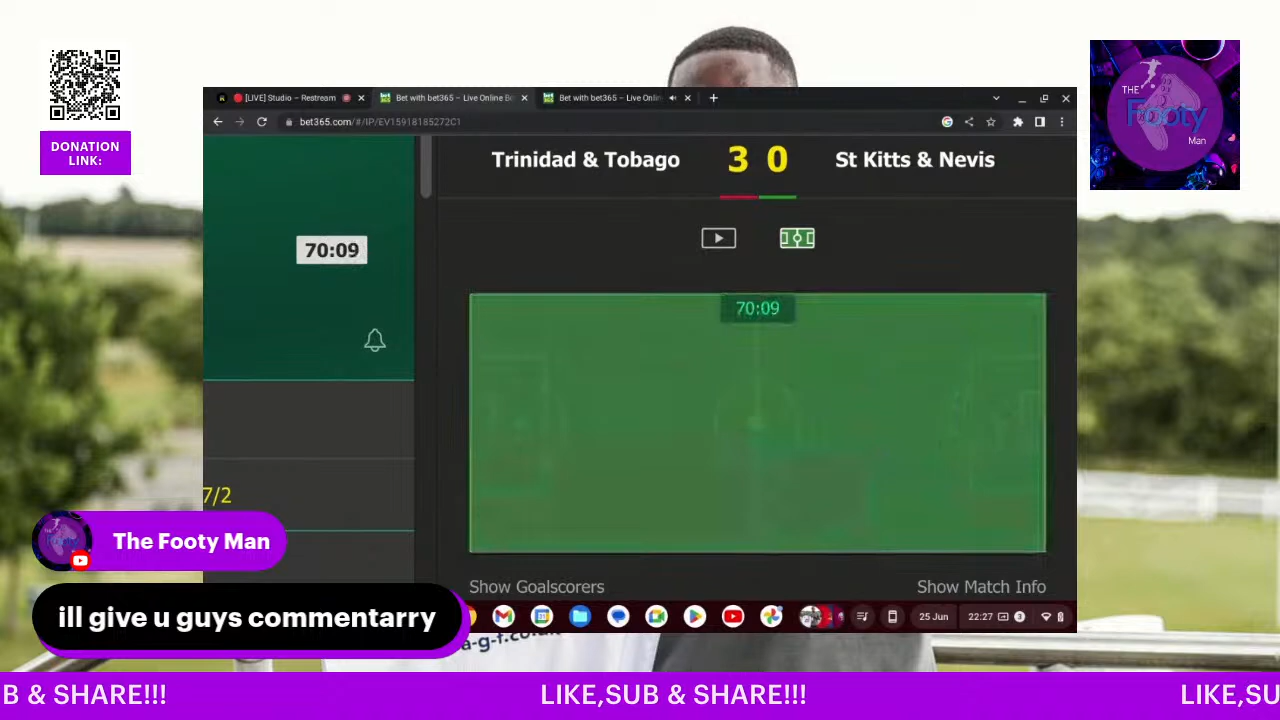 DONATION
LINK:
THE
Footy
Man
[LIVE] Studio – Restream
Bet with bet365 – Live Online Be
Bet with bet365 – Live Onlin
bet365.com/#/IP/EV15918185272C1
Trinidad & Tobago 3 0 St Kitts & Nevis
70:09
70:09
7/2
Show Goalscorers Show Match Info
25 Jun 22:27
The Footy Man
ill give u guys commentarry
a-g-f.co.uk
B & SHARE!!! LIKE,SUB & SHARE!!! LIKE,SU